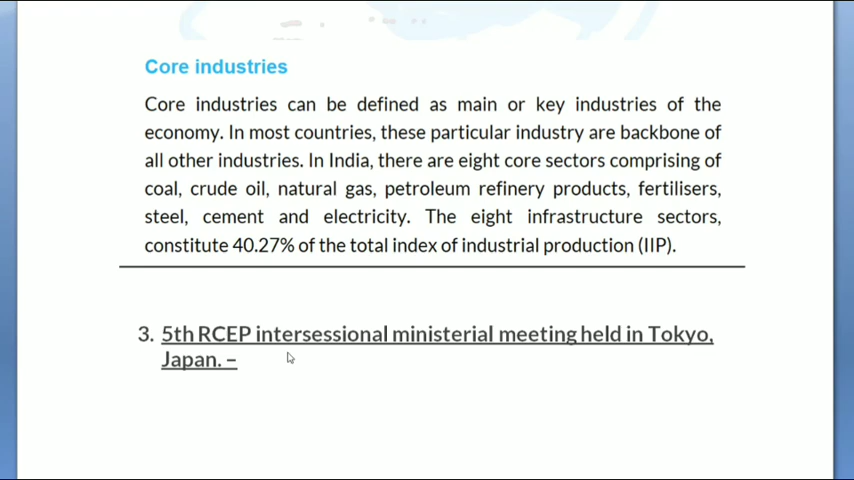 Core industries
Core industries can be defined as main or key industries of the
economy. In most countries, these particular industry are backbone of
all other industries. In India, there are eight core sectors comprising of
coal, crude oil, natural gas, petroleum refinery products, fertilisers,
steel, cement and electricity. The eight infrastructure sectors,
constitute 40.27% of the total index of industrial production (IIP).
3. 5th RCEP intersessional ministerial meeting held in Tokyo,
Japan. –